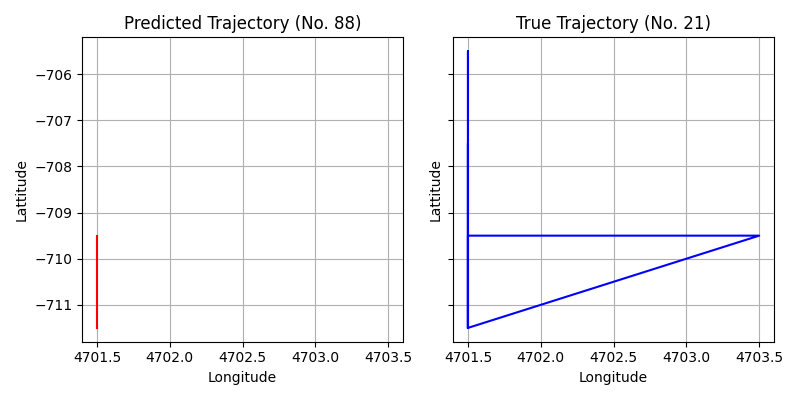 Predicted Trajectory (No. 88)
True Trajectory (No. 21)
Lattitude
−706
−707
−708
−709
−710
−711
4701.5 4702.0 4702.5 4703.0 4703.5
Longitude
Lattitude
4701.5 4702.0 4702.5 4703.0 4703.5
Longitude